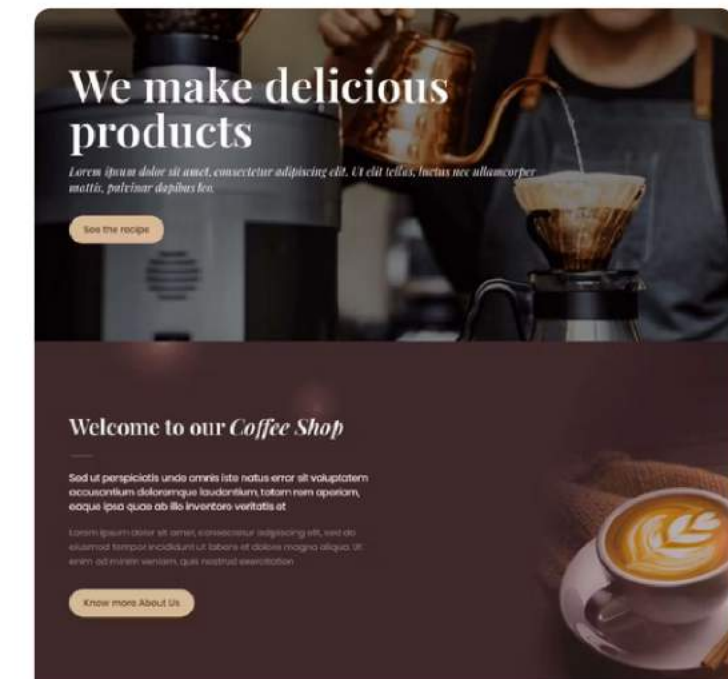 We make delicious
products
Lorem ipsum dolor sit amet, consectetur adipiscing elit. Ut elit tellus, luctus nec ullamcorper
mattis, pulvinar dapibus leo.
See the recipe
Welcome to our Coffee Shop
Sed ut perspiciatis unde omnis iste natus error sit voluptatem
accusantium doloremque laudantium, totam rem aperiam,
eaque ipsa quae ab illo inventore veritatis et
Lorem ipsum dolor sit amet, consectetur adipiscing elit, sed do
eiusmod tempor incididunt ut labore et dolore magna aliqua. Ut
enim ad minim veniam, quis nostrud exercitation
Know more About Us